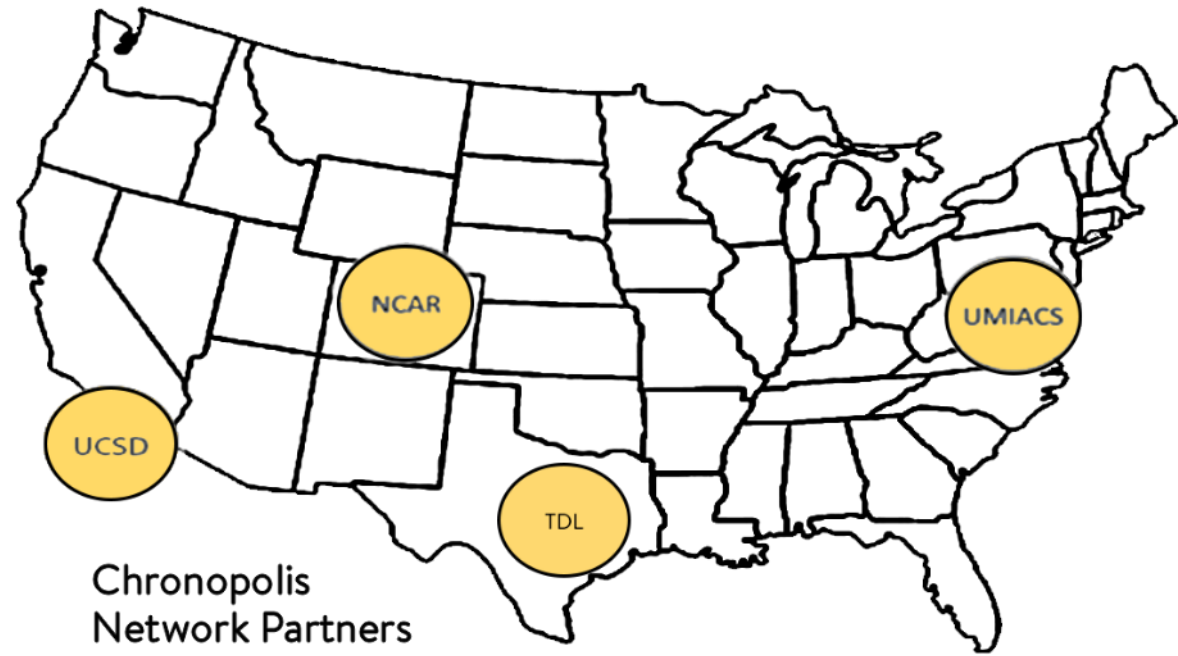 NCAR
UMIACS
UCSD
TDL
Chronopolis
Network Partners